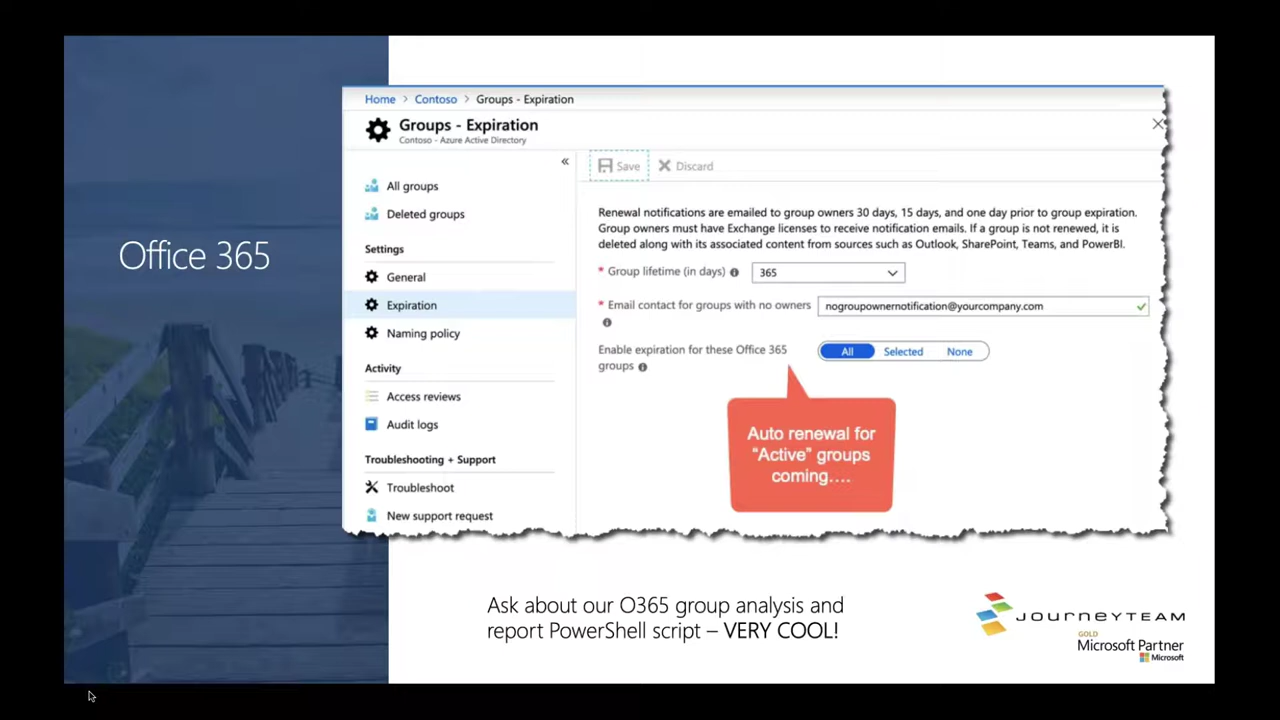 Office 365
Home > Contoso > Groups - Expiration
Groups - Expiration
Contoso - Azure Active Directory
«
All groups
Deleted groups
Settings
General
Expiration
Naming policy
Activity
Access reviews
Audit logs
Troubleshooting + Support
Troubleshoot
New support request
Save
Discard
Renewal notifications are emailed to group owners 30 days, 15 days, and one day prior to group expiration.
Group owners must have Exchange licenses to receive notification emails. If a group is not renewed, it is
deleted along with its associated content from sources such as Outlook, SharePoint, Teams, and PowerBI.
* Group lifetime (in days)
365
* Email contact for groups with no owners
nogroupownernotification@yourcompany.com
Enable expiration for these Office 365
groups
All
Selected
None
Auto renewal for
“Active” groups
coming....
Ask about our O365 group analysis and
report PowerShell script – VERY COOL!
JOURNEYTEAM
GOLD
Microsoft Partner
Microsoft